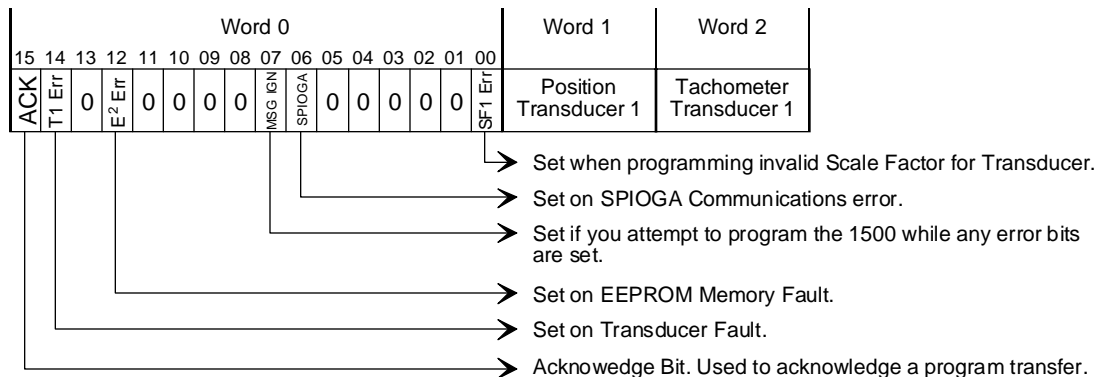 Word 0 Word 1 Word 2
15 14 13 12 11 10 09 08 07 06 05 04 03 02 01 00
ACK T1 Err 0 E² Err 0 0 0 0 MSG IGN SPIOGA 0 0 0 0 0 SF1 Err
Position Transducer 1
Tachometer Transducer 1
Set when programming invalid Scale Factor for Transducer.
Set on SPIOGA Communications error.
Set if you attempt to program the 1500 while any error bits
are set.
Set on EEPROM Memory Fault.
Set on Transducer Fault.
Acknowedge Bit. Used to acknowledge a program transfer.